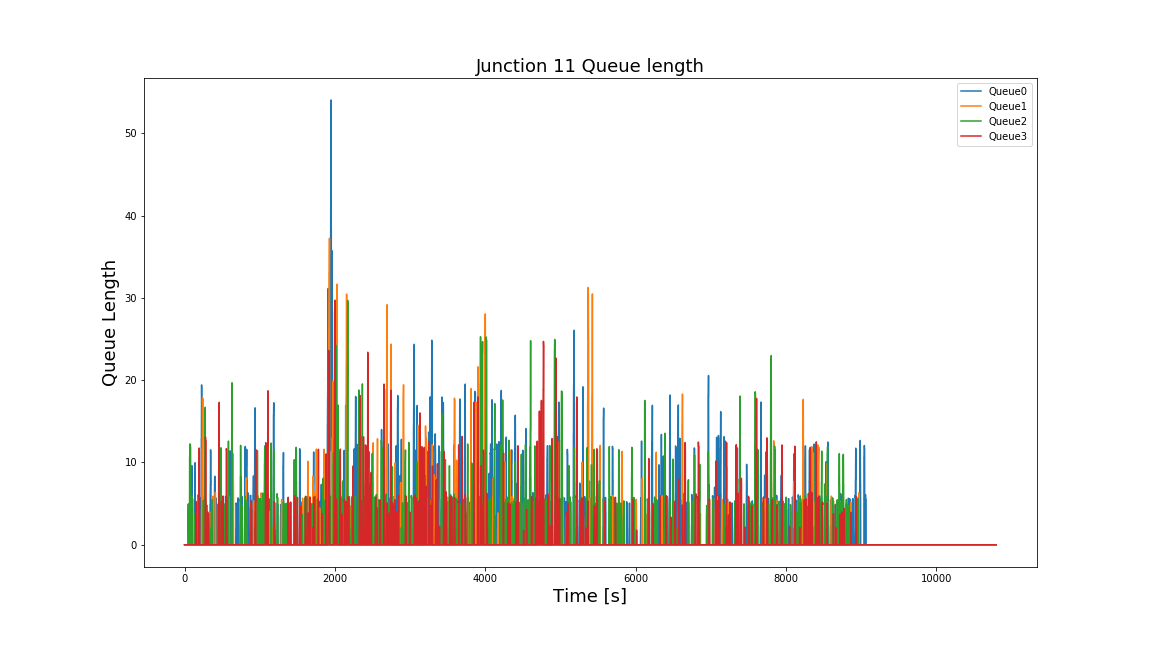 Junction 11 Queue length
Queue0
Queue1
Queue2
Queue3
Queue Length
50
40
30
20
10
0
0 2000 4000 6000 8000 10000
Time [s]